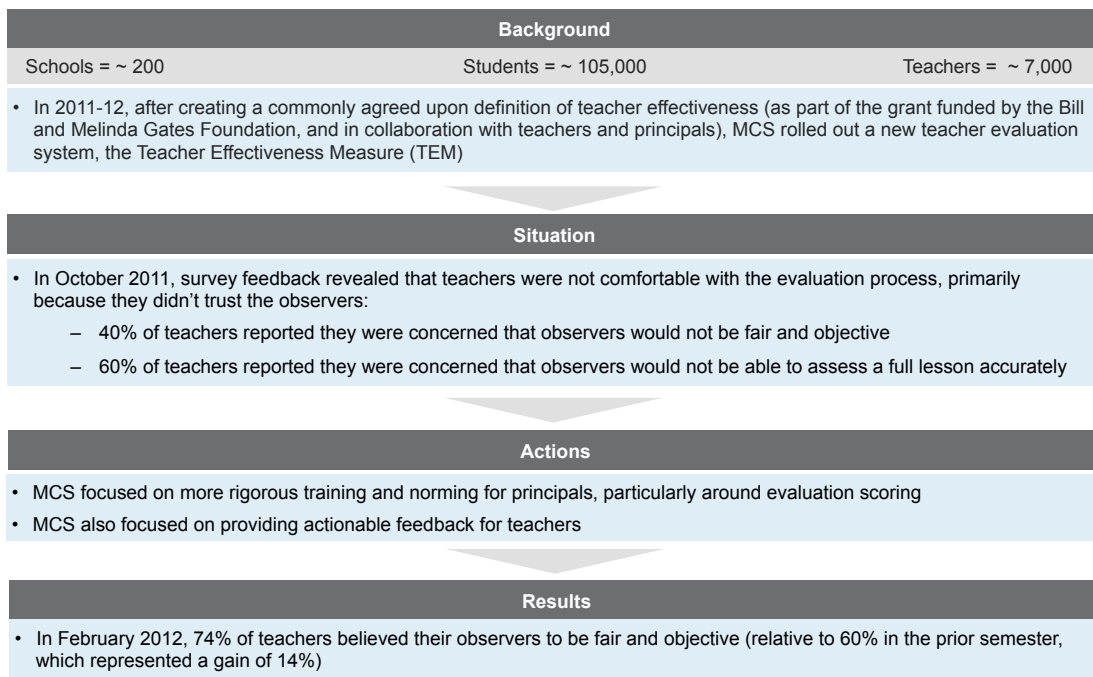 Background
Schools = ~ 200 Students = ~ 105,000 Teachers = ~ 7,000
• In 2011-12, after creating a commonly agreed upon definition of teacher effectiveness (as part of the grant funded by the Bill
and Melinda Gates Foundation, and in collaboration with teachers and principals), MCS rolled out a new teacher evaluation
system, the Teacher Effectiveness Measure (TEM)
Situation
• In October 2011, survey feedback revealed that teachers were not comfortable with the evaluation process, primarily
because they didn't trust the observers:
– 40% of teachers reported they were concerned that observers would not be fair and objective
– 60% of teachers reported they were concerned that observers would not be able to assess a full lesson accurately
Actions
• MCS focused on more rigorous training and norming for principals, particularly around evaluation scoring
• MCS also focused on providing actionable feedback for teachers
Results
• In February 2012, 74% of teachers believed their observers to be fair and objective (relative to 60% in the prior semester,
which represented a gain of 14%)